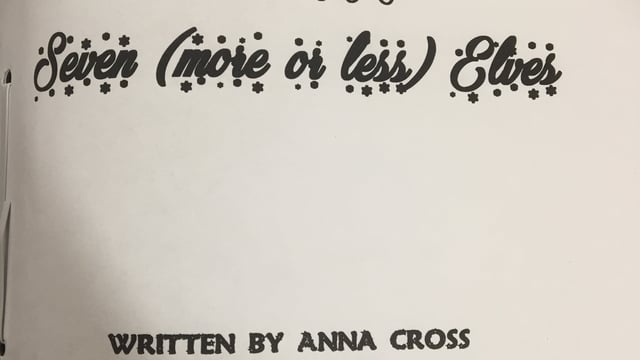 Seven (more or less) Elves
WRITTEN BY ANNA CROSS